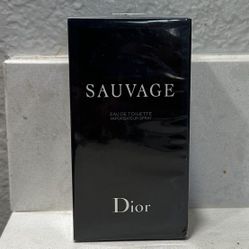 SAUVAGE
EAU DE TOILETTE
VAPORISATEUR SPRAY
Dior